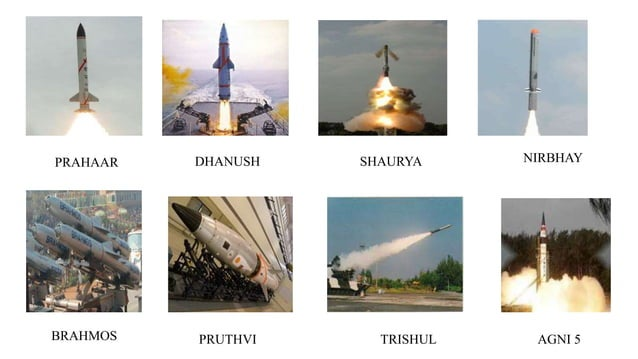 PRAHAAR
DHANUSH
SHAURYA
NIRBHAY
BRAHMOS
PRUTHVI
TRISHUL
AGNI 5